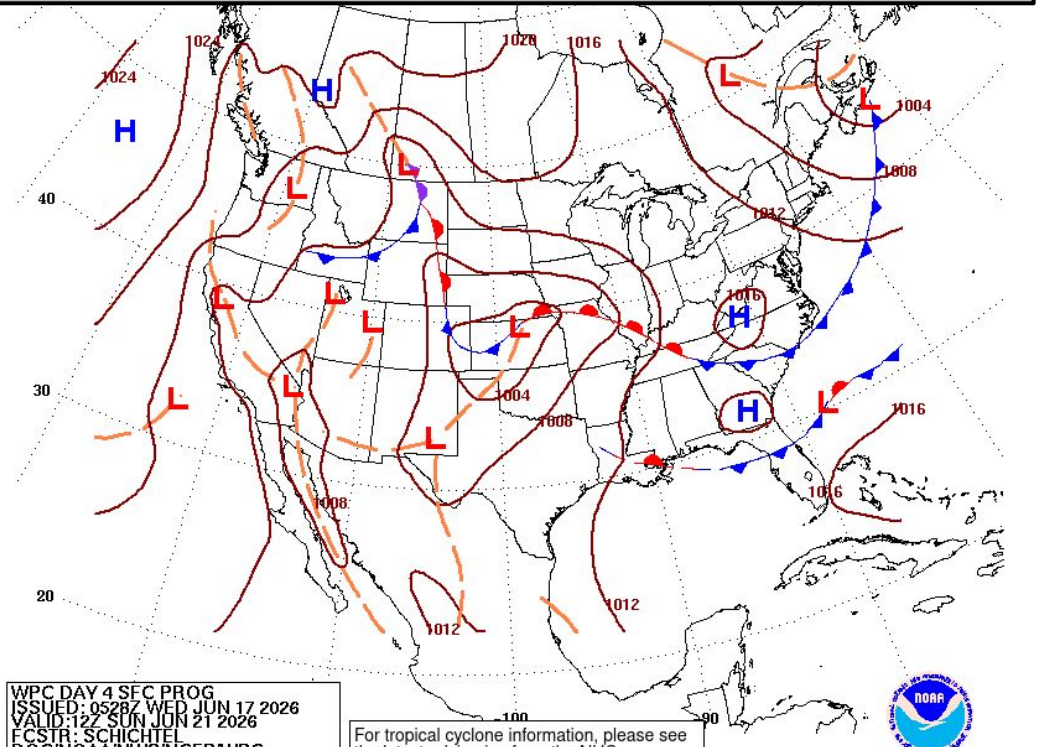 1024
1020
1016
1024
H
H
L
L
L
1004
40
L
L
1008
1012
L
L
1016
H
L
L
30
L
L
1004
H
L
1016
1008
L
1016
1008
20
1012
1012
-100
-90
WPC DAY 4 SFC PROG
ISSUED: 0528Z WED JUN 17 2026
VALID:12Z SUN JUN 21 2026
FCSTR: SCHICHTEL
For tropical cyclone information, please see
NOAA